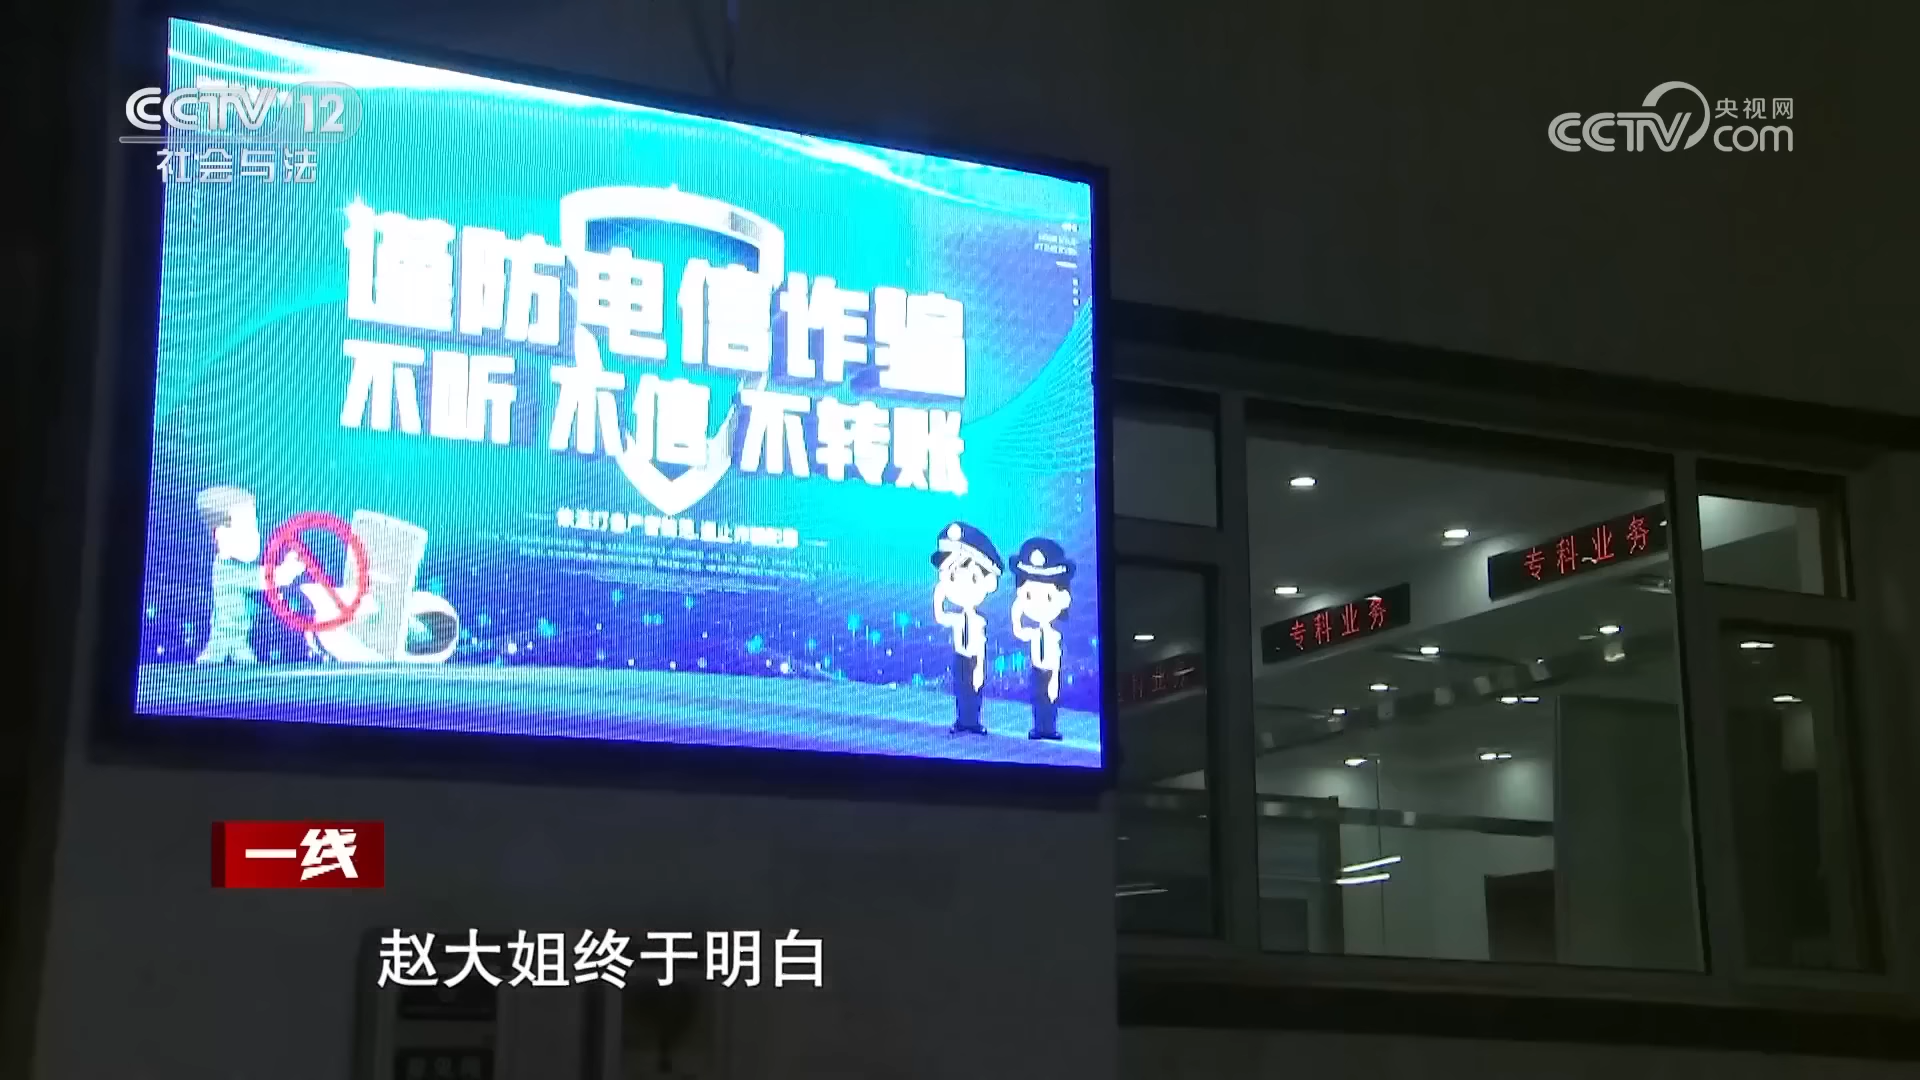 CCTV 12
社会与法
央视网
CCTV.com
谨防电信诈骗
不听 不信 不转账
专科业务
专科业务
一线
赵大姐终于明白